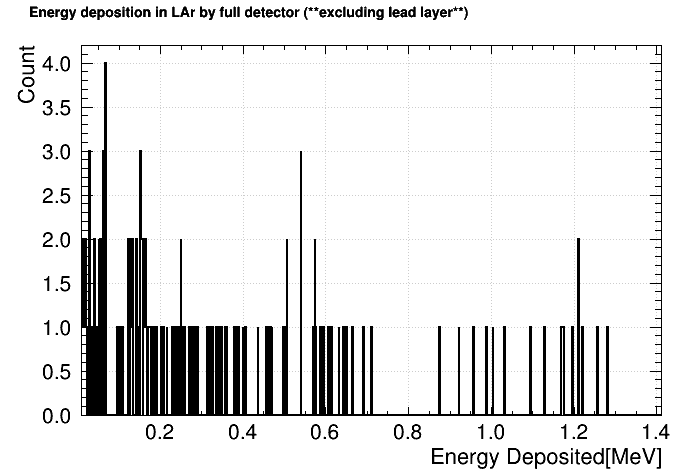 Energy deposition in LAr by full detector (**excluding lead layer**)
Count
4.0
3.5
3.0
2.5
2.0
1.5
1.0
0.5
0.0
0.2 0.4 0.6 0.8 1.0 1.2 1.4
Energy Deposited[MeV]